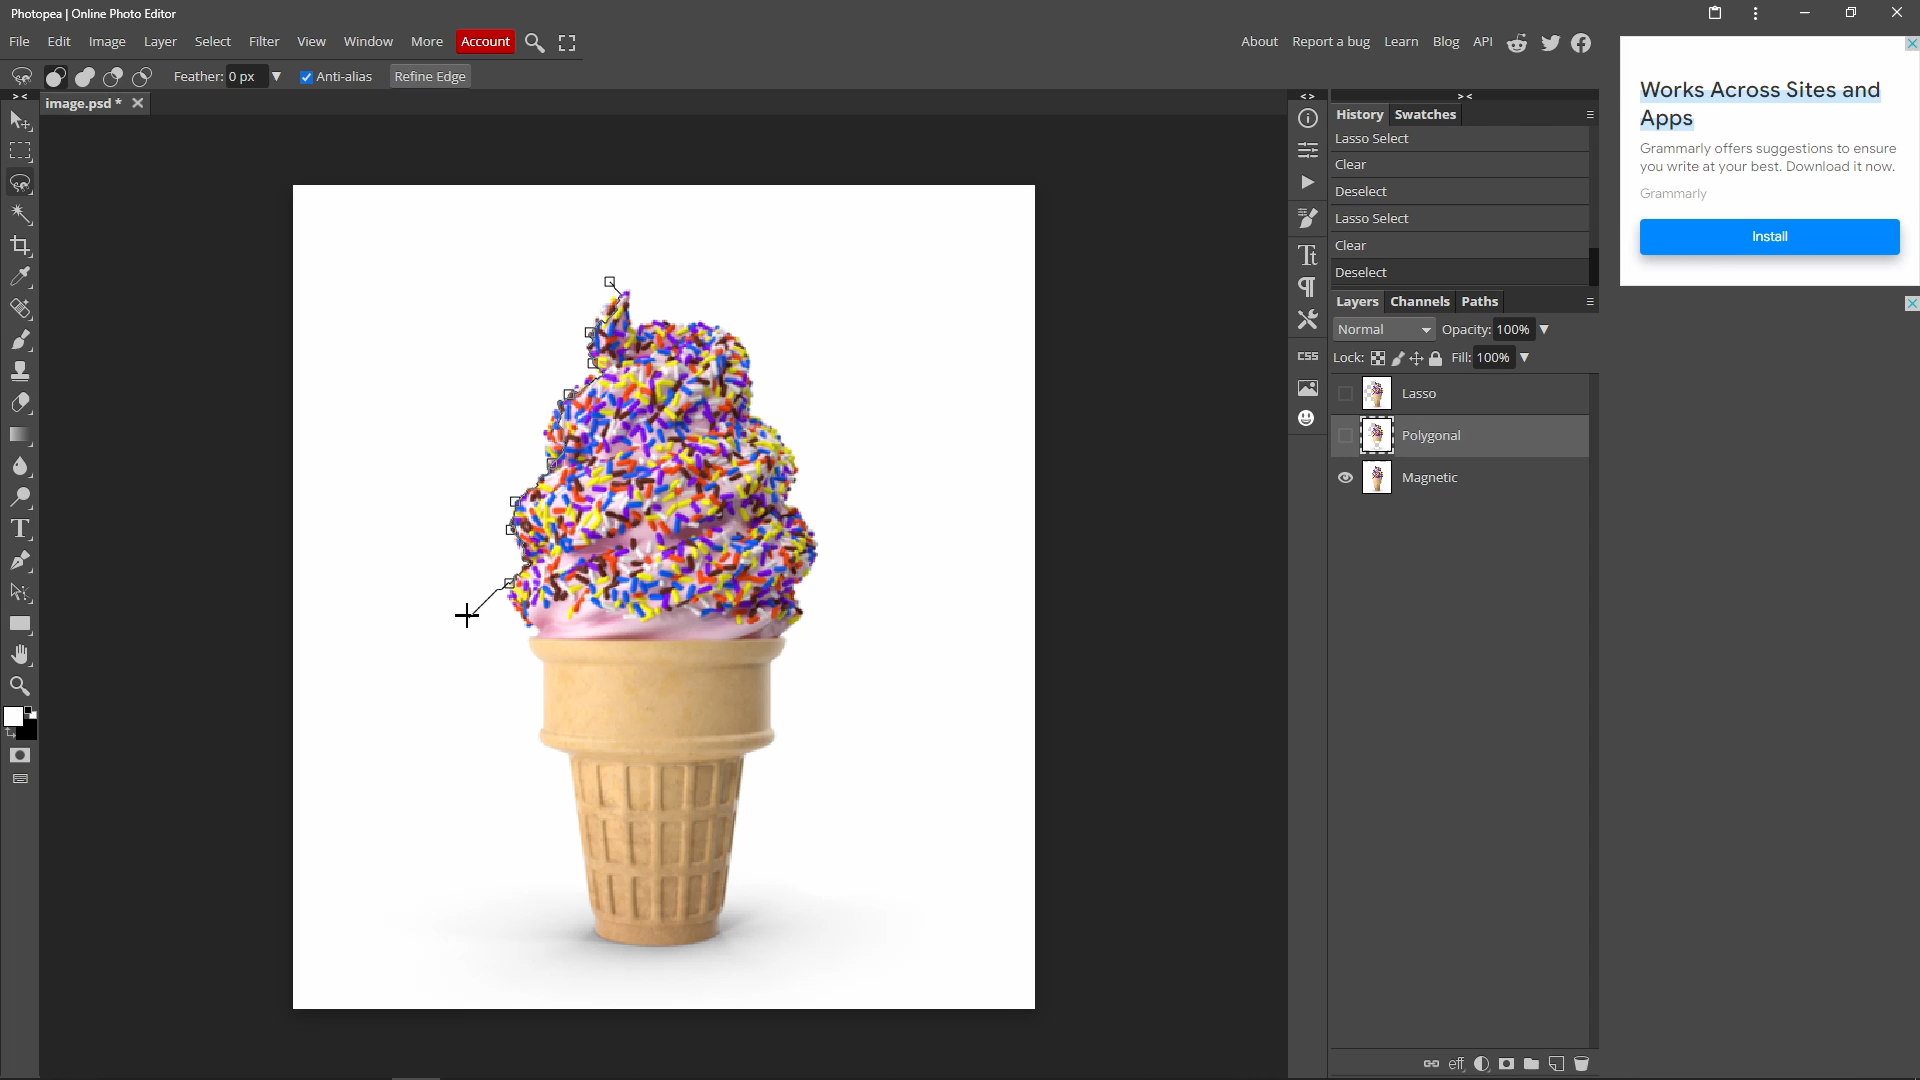 Photopea | Online Photo Editor
File Edit Image Layer Select Filter View Window More Account
About Report a bug Learn Blog API
Feather: 0 px Anti-alias Refine Edge
image.psd *
History Swatches
Lasso Select
Clear
Deselect
Lasso Select
Clear
Deselect
Layers Channels Paths
Normal Opacity: 100%
Lock: Fill: 100%
Lasso
Polygonal
Magnetic
CSS
eff
Works Across Sites and
Apps
Grammarly offers suggestions to ensure
you write at your best. Download it now.
Grammarly
Install